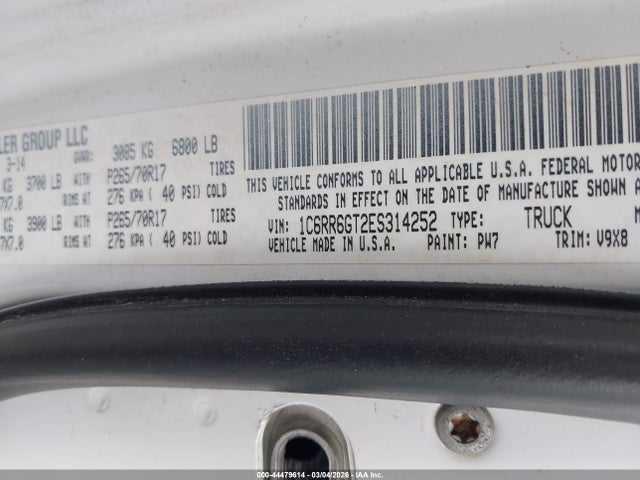 LER GROUP LLC
3-14 GVWR: 3085 KG 6800 LB
KG 3700 LB WITH P265/70R17 TIRES
7X7.0 RIMS AT 276 KPA ( 40 PSI) COLD
KG 3900 LB WITH P265/70R17 TIRES
7X7.0 RIMS AT 276 KPA ( 40 PSI) COLD
THIS VEHICLE CONFORMS TO ALL APPLICABLE U.S.A. FEDERAL MOTOR
STANDARDS IN EFFECT ON THE DATE OF MANUFACTURE SHOWN
VIN: 1C6RR6GT2ES314252 TYPE: TRUCK
VEHICLE MADE IN U.S.A. PAINT: PW7 TRIM: V9X8
000-44479614 - 03/04/2026 - IAA Inc.